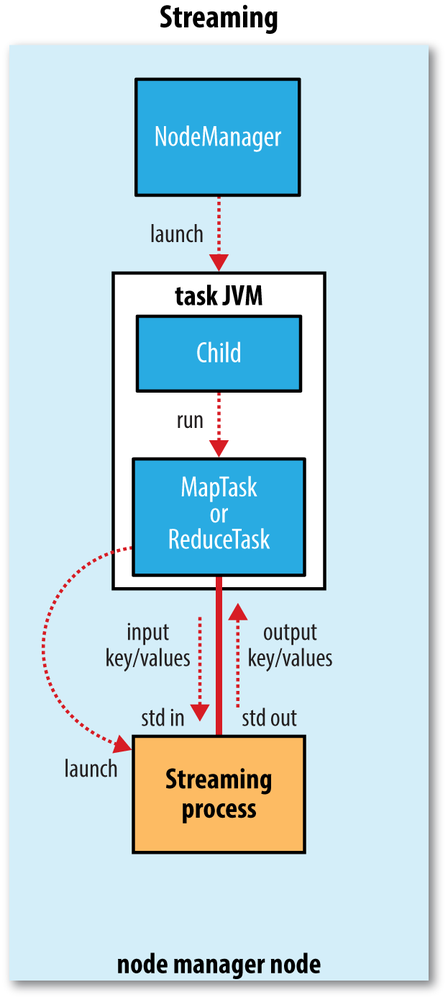 Streaming
NodeManager
launch
task JVM
Child
run
MapTask
or
ReduceTask
input
key/values
output
key/values
std in
std out
launch
Streaming
process
node manager node